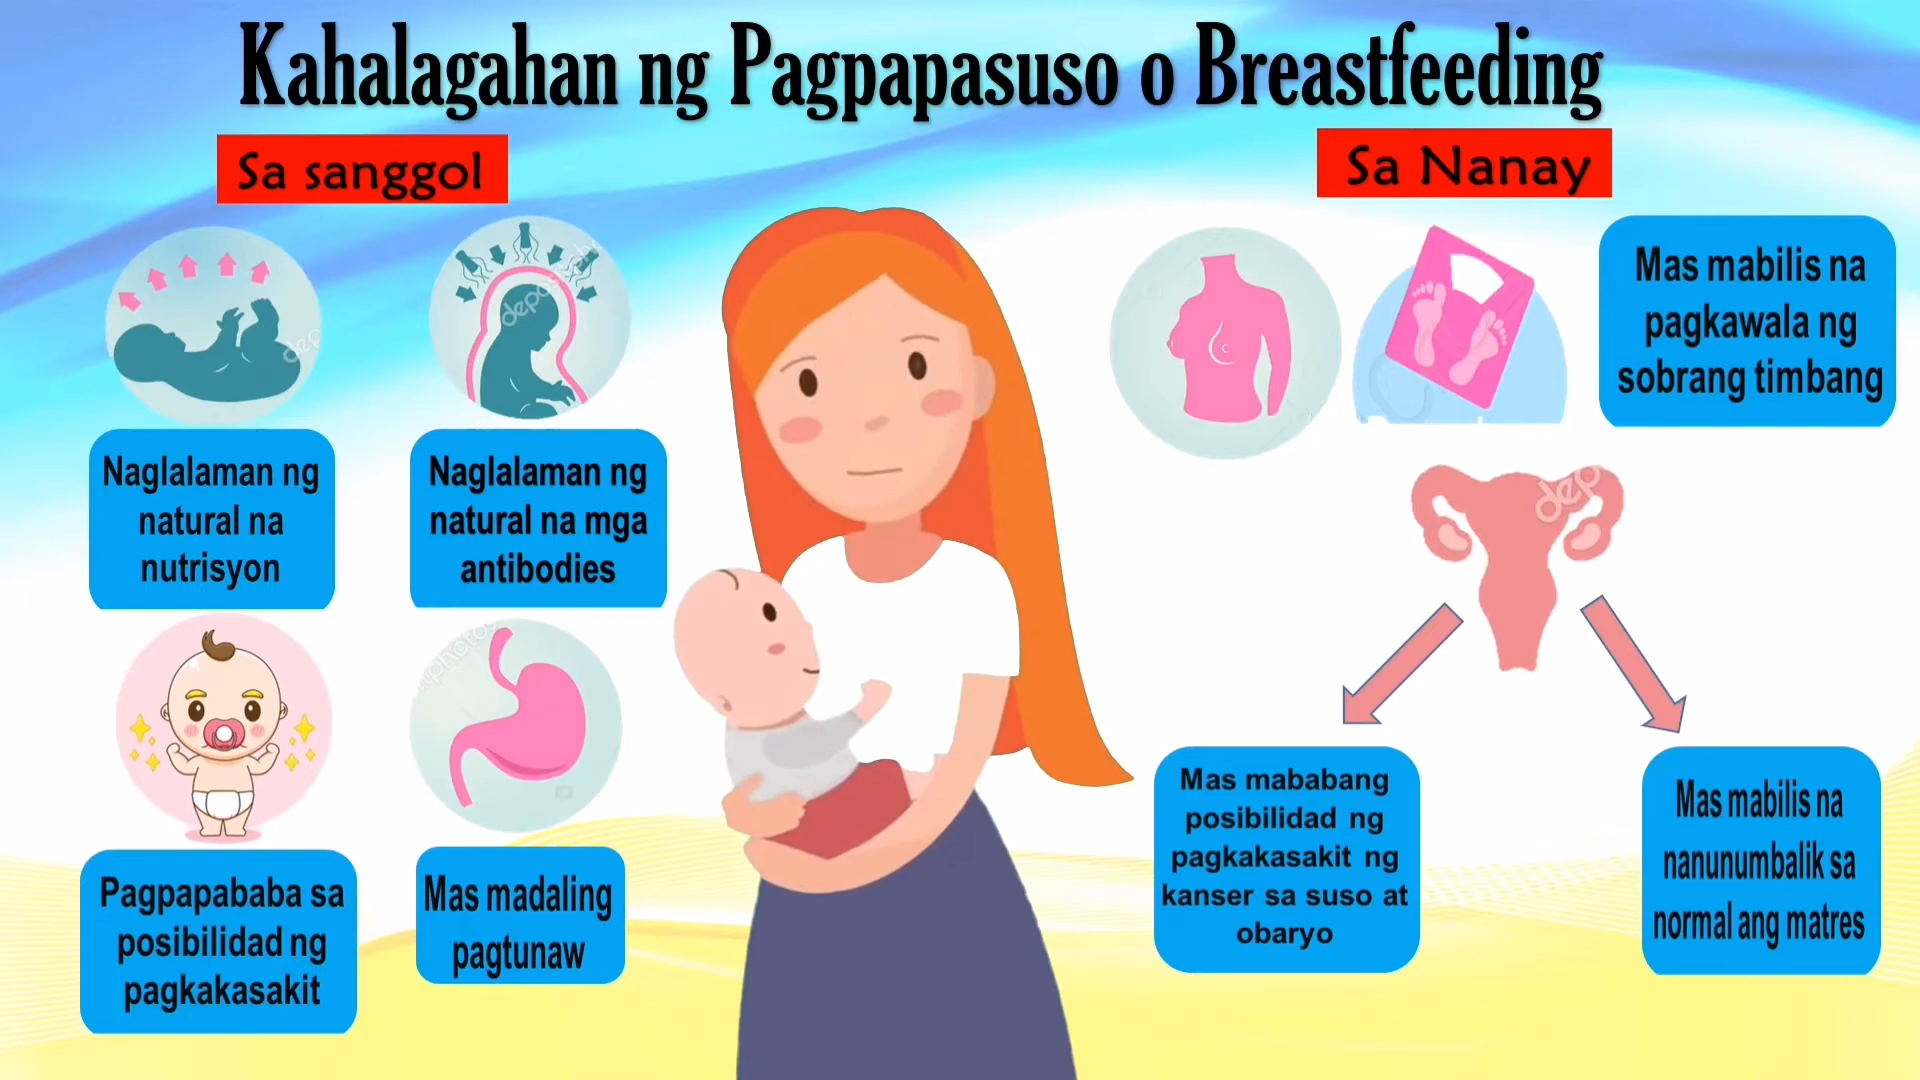 Kahalagahan ng Pagpapasuso o Breastfeeding
Sa sanggol
Naglalaman ng
natural na
nutrisyon
Naglalaman ng
natural na mga
antibodies
Pagpapababa sa
posibilidad ng
pagkakasakit
Mas madaling
pagtunaw
Sa Nanay
Mas mabilis na
pagkawala ng
sobrang timbang
Mas mababang
posibilidad ng
pagkakasakit ng
kanser sa suso at
obaryo
Mas mabilis na
nanunumbalik sa
normal ang matres